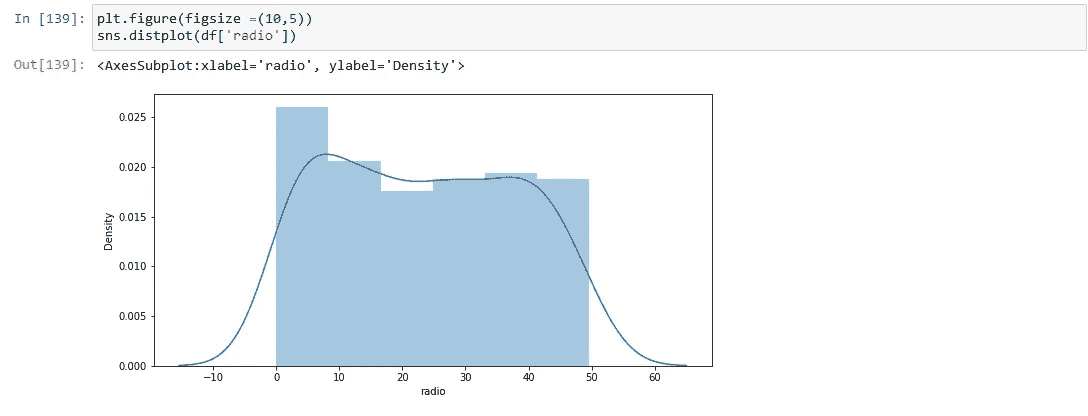 In [139]: plt.figure(figsize =(10,5))
sns.distplot(df['radio'])
Out[139]: <AxesSubplot:xlabel='radio', ylabel='Density'>
0.025
0.020
0.015
0.010
0.005
0.000
Density
−10 0 10 20 30 40 50 60
radio